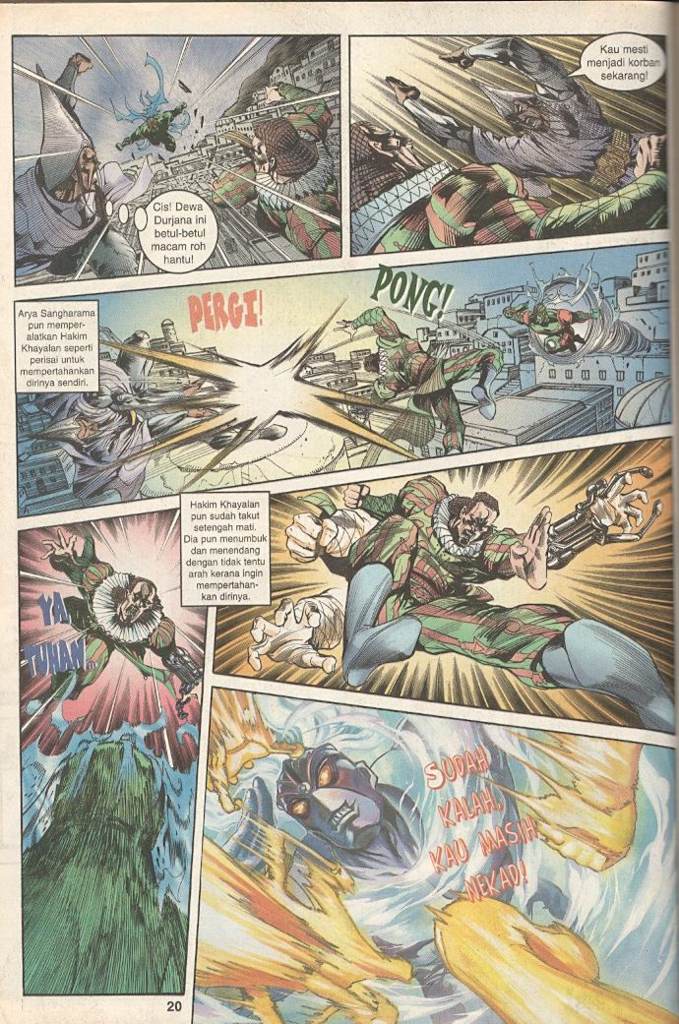 Cis! Dewa
Durjana ini
betul-betul
macam roh
hantu!
Kau mesti
menjadi korban
sekarang!
Arya Sangharama
pun memper-
alatkan Hakim
Khayalan seperti
perisai untuk
mempertahankan
dirinya sendiri.
PERGI!
PONG!
Hakim Khayalan
pun sudah takut
setengah mati.
Dia pun menumbuk
dan menendang
dengan tidak tentu
arah kerana ingin
mempertahan-
kan dirinya.
YA
TUHAN...
SUDAH
KALAH,
KAU MASIH
NEKAD!
20